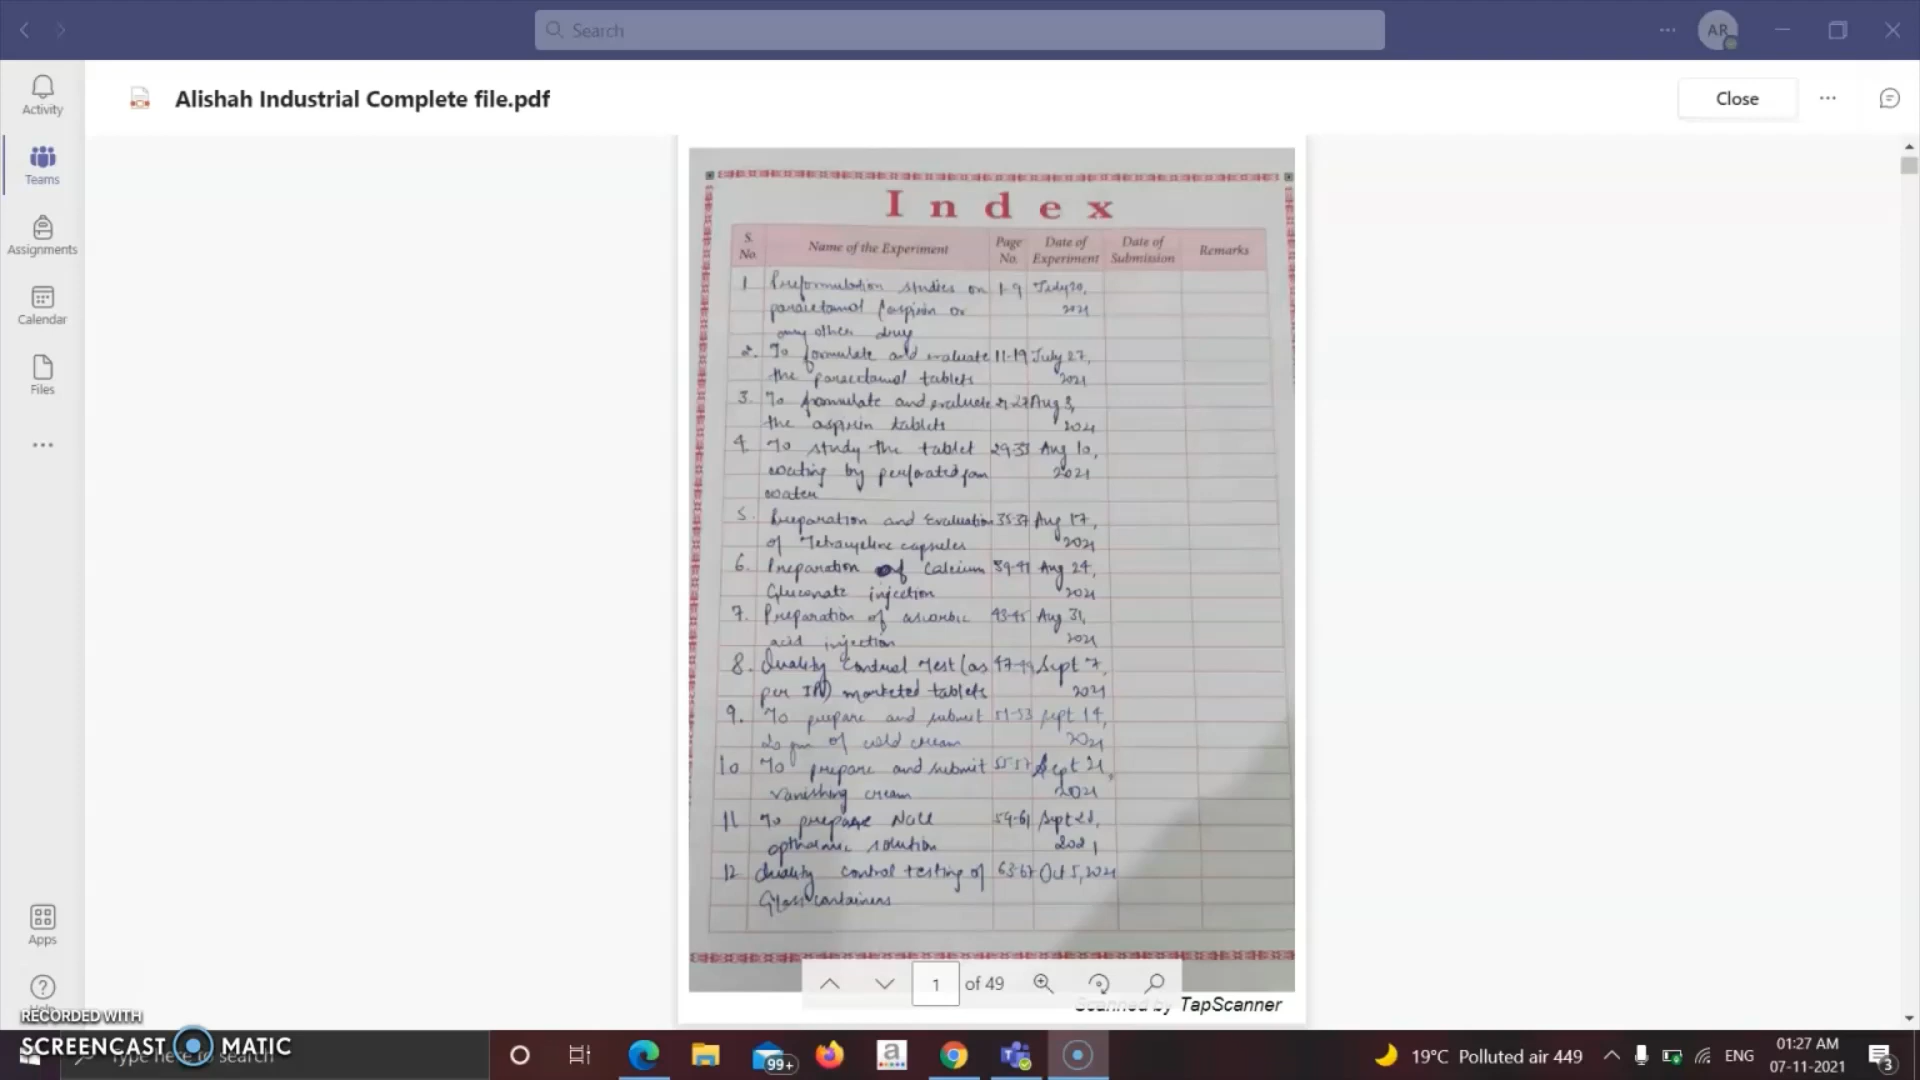 Search
AR
Activity
Teams
Assignments
Calendar
Files
Apps
Help
Alishah Industrial Complete file.pdf
Close
Index
S. No. Name of the Experiment Page No. Date of Experiment Date of Submission Remarks
1 Preformulation studies on 1-9 July 20,
paracetamol /aspirin or 2021
any other drug
2. To formulate and evaluate 11-19 July 27,
the paracetamol tablets 2021
3. To formulate and evaluate 21-27 Aug 3,
the aspirin tablets 2021
4. To study the tablet 29-33 Aug 10,
coating by perforated pan 2021
coater
5. Preparation and Evaluation 35-37 Aug 17,
of Tetracycline capsules 2021
6. Preparation of Calcium 39-41 Aug 24,
Gluconate injection 2021
7. Preparation of ascorbic 43-45 Aug 31,
acid injection 2021
8. Quality Control Test (as 47-49 Sept 7,
per IP) marketed tablets 2021
9. To prepare and submit 51-53 Sept 14,
20 gm of cold cream 2021
10 To prepare and submit 55-57 Sept 21,
vanishing cream 2021
11 To prepare NaCl 59-61 Sept 28,
solution 2021
12 Quality control testing of 63-67 Oct 5, 2021
Glass containers
1 of 49
Scanned by TapScanner
RECORDED WITH
SCREENCAST MATIC
Type here to search
99+
19°C Polluted air 449
ENG
01:27 AM
07-11-2021
3